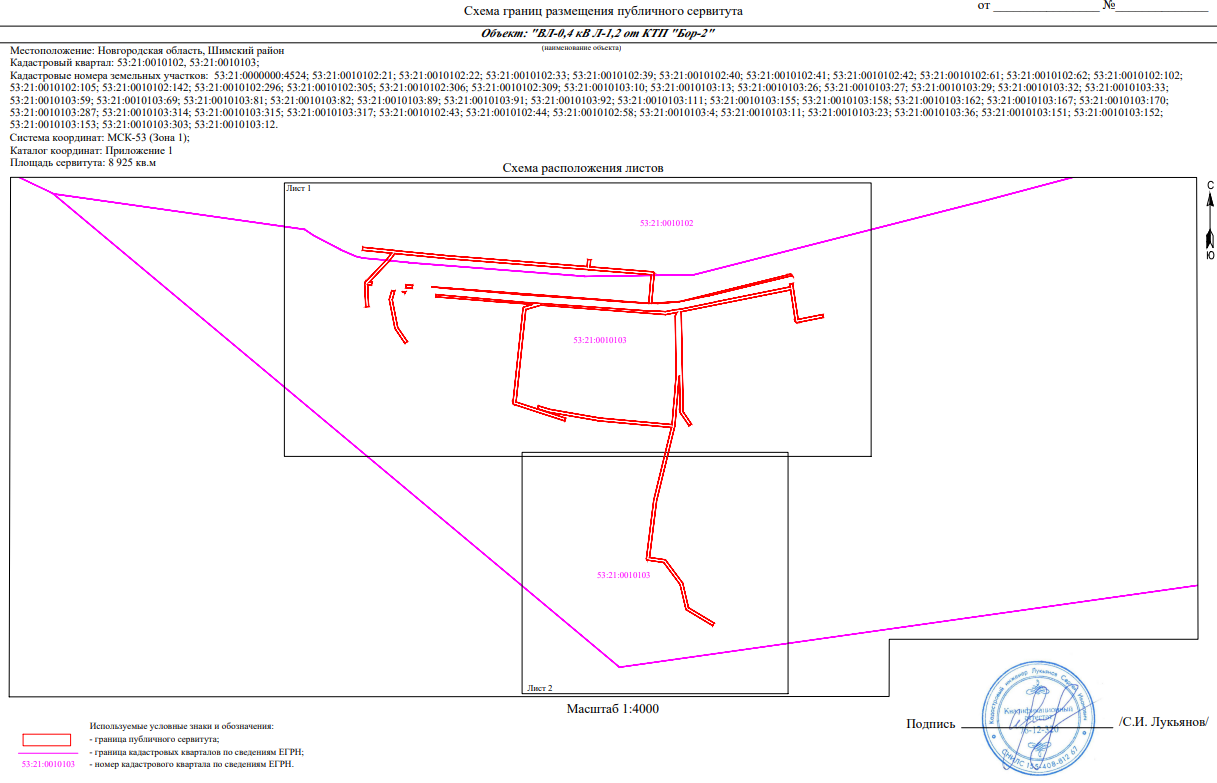 от ________________ №______________
Схема границ размещения публичного сервитута
Объект: "ВЛ-0,4 кВ Л-1,2 от КТП "Бор-2"
(наименование объекта)
Местоположение: Новгородская область, Шимский район
Кадастровый квартал: 53:21:0010102, 53:21:0010103;
Кадастровые номера земельных участков: 53:21:0000000:4524; 53:21:0010102:21; 53:21:0010102:22; 53:21:0010102:33; 53:21:0010102:39; 53:21:0010102:40; 53:21:0010102:41; 53:21:0010102:42; 53:21:0010102:61; 53:21:0010102:62; 53:21:0010102:102;
53:21:0010102:105; 53:21:0010102:142; 53:21:0010102:296; 53:21:0010102:305; 53:21:0010102:306; 53:21:0010102:309; 53:21:0010103:10; 53:21:0010103:13; 53:21:0010103:26; 53:21:0010103:27; 53:21:0010103:29; 53:21:0010103:32; 53:21:0010103:33;
53:21:0010103:59; 53:21:0010103:69; 53:21:0010103:81; 53:21:0010103:82; 53:21:0010103:89; 53:21:0010103:91; 53:21:0010103:92; 53:21:0010103:111; 53:21:0010103:155; 53:21:0010103:158; 53:21:0010103:162; 53:21:0010103:167; 53:21:0010103:170;
53:21:0010103:287; 53:21:0010103:314; 53:21:0010103:315; 53:21:0010103:317; 53:21:0010102:43; 53:21:0010102:44; 53:21:0010102:58; 53:21:0010103:4; 53:21:0010103:11; 53:21:0010103:23; 53:21:0010103:36; 53:21:0010103:151; 53:21:0010103:152;
53:21:0010103:153; 53:21:0010103:303; 53:21:0010103:12.
Система координат: МСК-53 (Зона 1);
Каталог координат: Приложение 1
Площадь сервитута: 8 925 кв.м
Схема расположения листов
Лист 1
С
53:21:0010102
Ю
53:21:0010103
53:21:0010103
Лист 2
Масштаб 1:4000
Используемые условные знаки и обозначения:
- граница публичного сервитута;
- граница кадастровых кварталов по сведениям ЕГРН;
53:21:0010103 - номер кадастрового квартала по сведениям ЕГРН.
Подпись ____________________ /С.И. Лукьянов/
Кадастровый инженер Лукьянов
Квалификационный
аттестат
СНИЛС